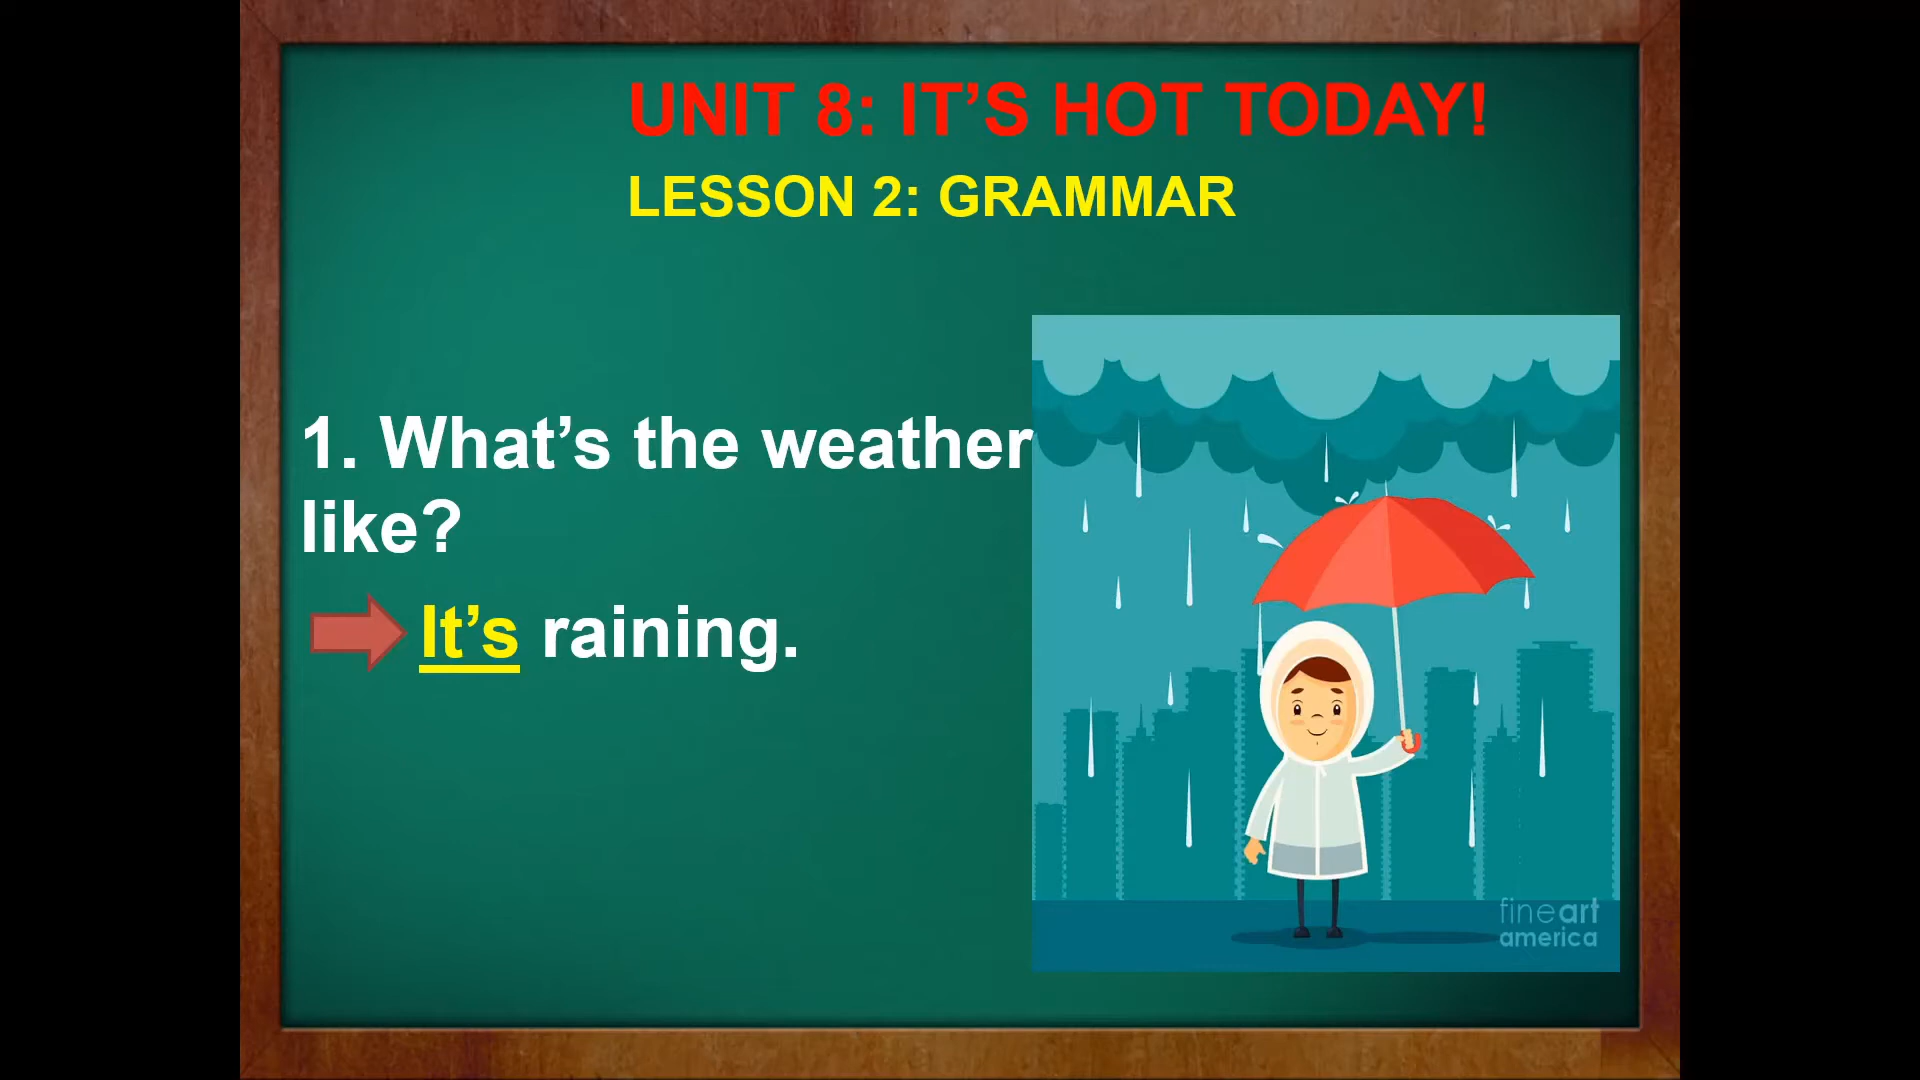 UNIT 8: IT’S HOT TODAY!
LESSON 2: GRAMMAR
1. What’s the weather
like?
It’s raining.
fineart
america